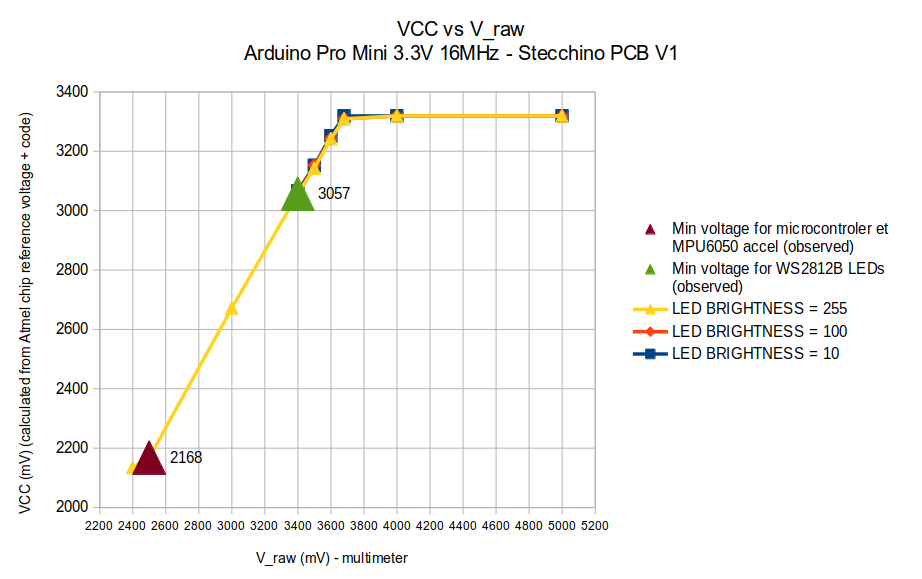 VCC vs V_raw
Arduino Pro Mini 3.3V 16MHz - Stecchino PCB V1
VCC (mV) (calculated from Atmel chip reference voltage + code)
3400
3200
3000
2800
2600
2400
2200
2000
3057
2168
2200 2400 2600 2800 3000 3200 3400 3600 3800 4000 4200 4400 4600 4800 5000 5200
V_raw (mV) - multimeter
Min voltage for microcontroler et
MPU6050 accel (observed)
Min voltage for WS2812B LEDs
(observed)
LED BRIGHTNESS = 255
LED BRIGHTNESS = 100
LED BRIGHTNESS = 10